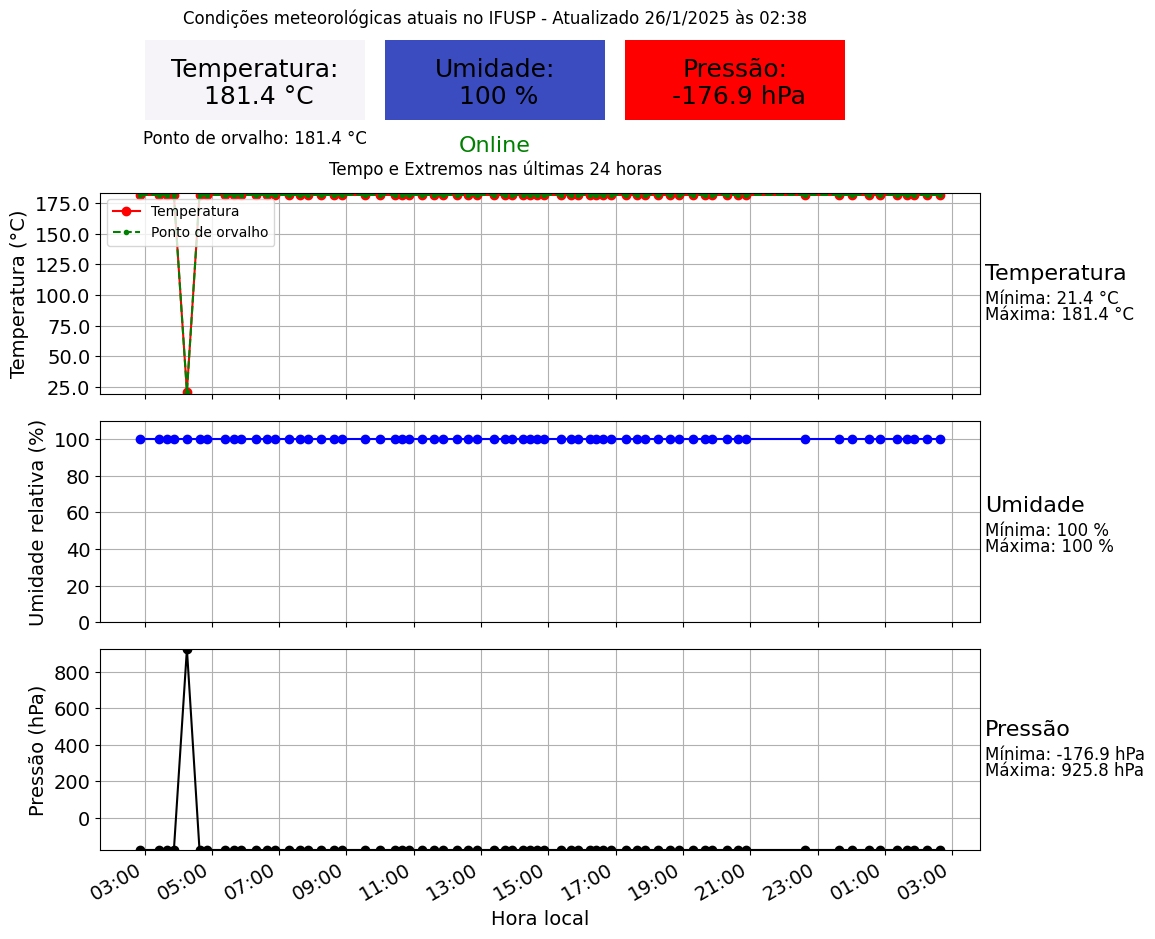 Condições meteorológicas atuais no IFUSP - Atualizado 26/1/2025 às 02:38
Temperatura:
181.4 °C
Umidade:
100 %
Pressão:
-176.9 hPa
Ponto de orvalho: 181.4 °C
Online
Tempo e Extremos nas últimas 24 horas
Temperatura (°C)
175.0
150.0
125.0
100.0
75.0
50.0
25.0
Temperatura
Ponto de orvalho
Temperatura
Mínima: 21.4 °C
Máxima: 181.4 °C
Umidade relativa (%)
100
80
60
40
20
0
Umidade
Mínima: 100 %
Máxima: 100 %
Pressão (hPa)
800
600
400
200
0
Pressão
Mínima: -176.9 hPa
Máxima: 925.8 hPa
03:00
05:00
07:00
09:00
11:00
13:00
15:00
17:00
19:00
21:00
23:00
01:00
03:00
Hora local